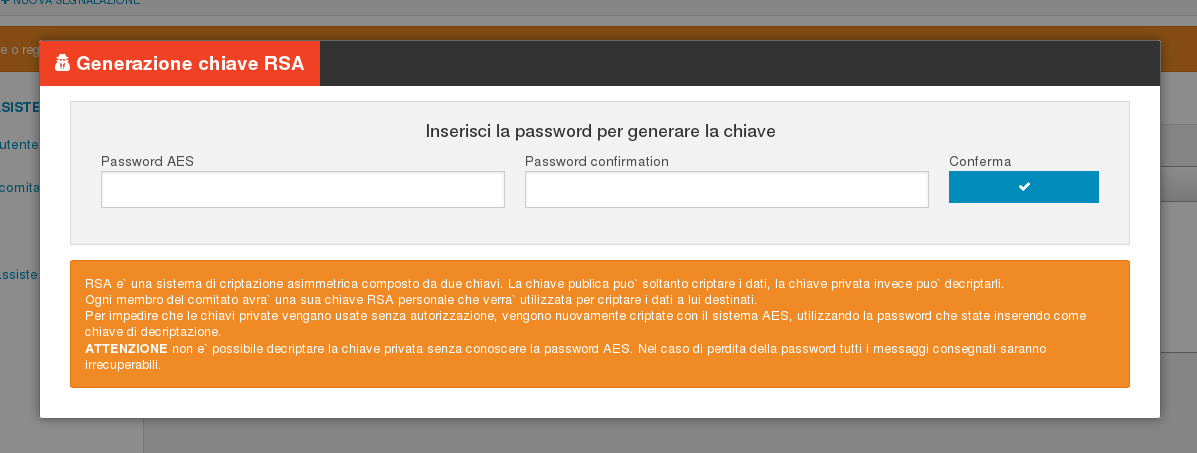 NUOVA SEGNALAZIONE
e o reg
Generazione chiave RSA
SISTE
utente
comita
assiste
Inserisci la password per generare la chiave
Password AES
Password confirmation
Conferma
RSA e` una sistema di criptazione asimmetrica composto da due chiavi. La chiave publica puo` soltanto criptare i dati, la chiave privata invece puo` decriptarli.
Ogni membro del comitato avra` una sua chiave RSA personale che verra` utilizzata per criptare i dati a lui destinati.
Per impedire che le chiavi private vengano usate senza autorizzazione, vengono nuovamente criptate con il sistema AES, utilizzando la password che state inserendo come
chiave di decriptazione.
ATTENZIONE non e` possibile decriptare la chiave privata senza conoscere la password AES. Nel caso di perdita della password tutti i messaggi consegnati saranno
irrecuperabili.